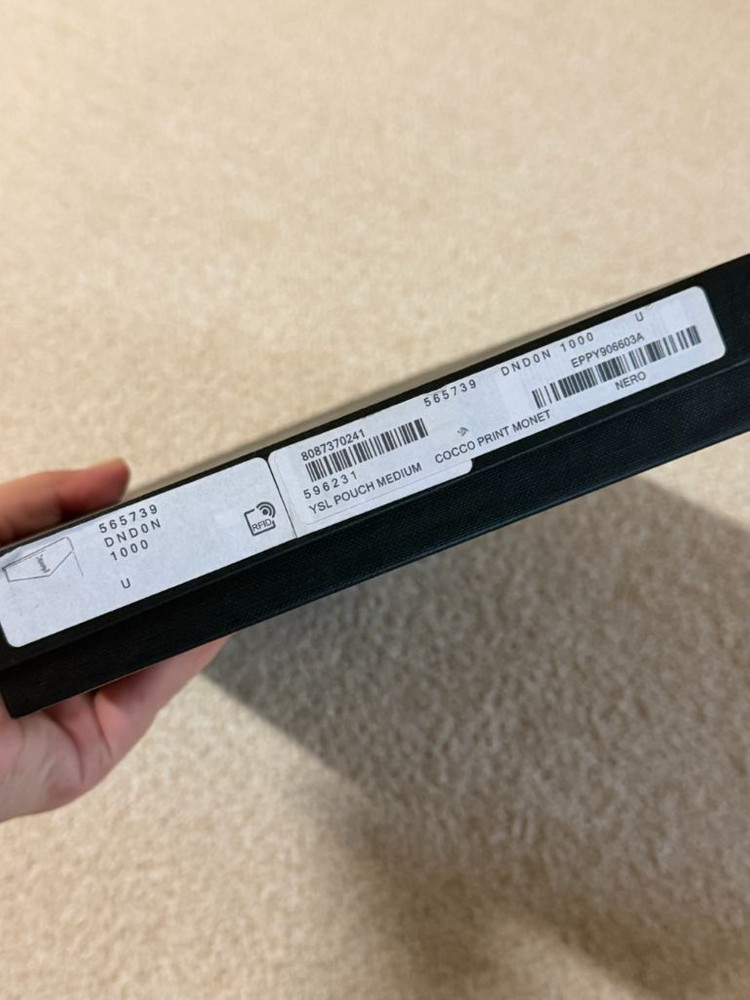 565739
DND0N
1000
U
RFID
8087370241
596231
YSL POUCH MEDIUM
565739
DND0N 1000
U
EPPY906603A
COCCO PRINT MONET
NERO